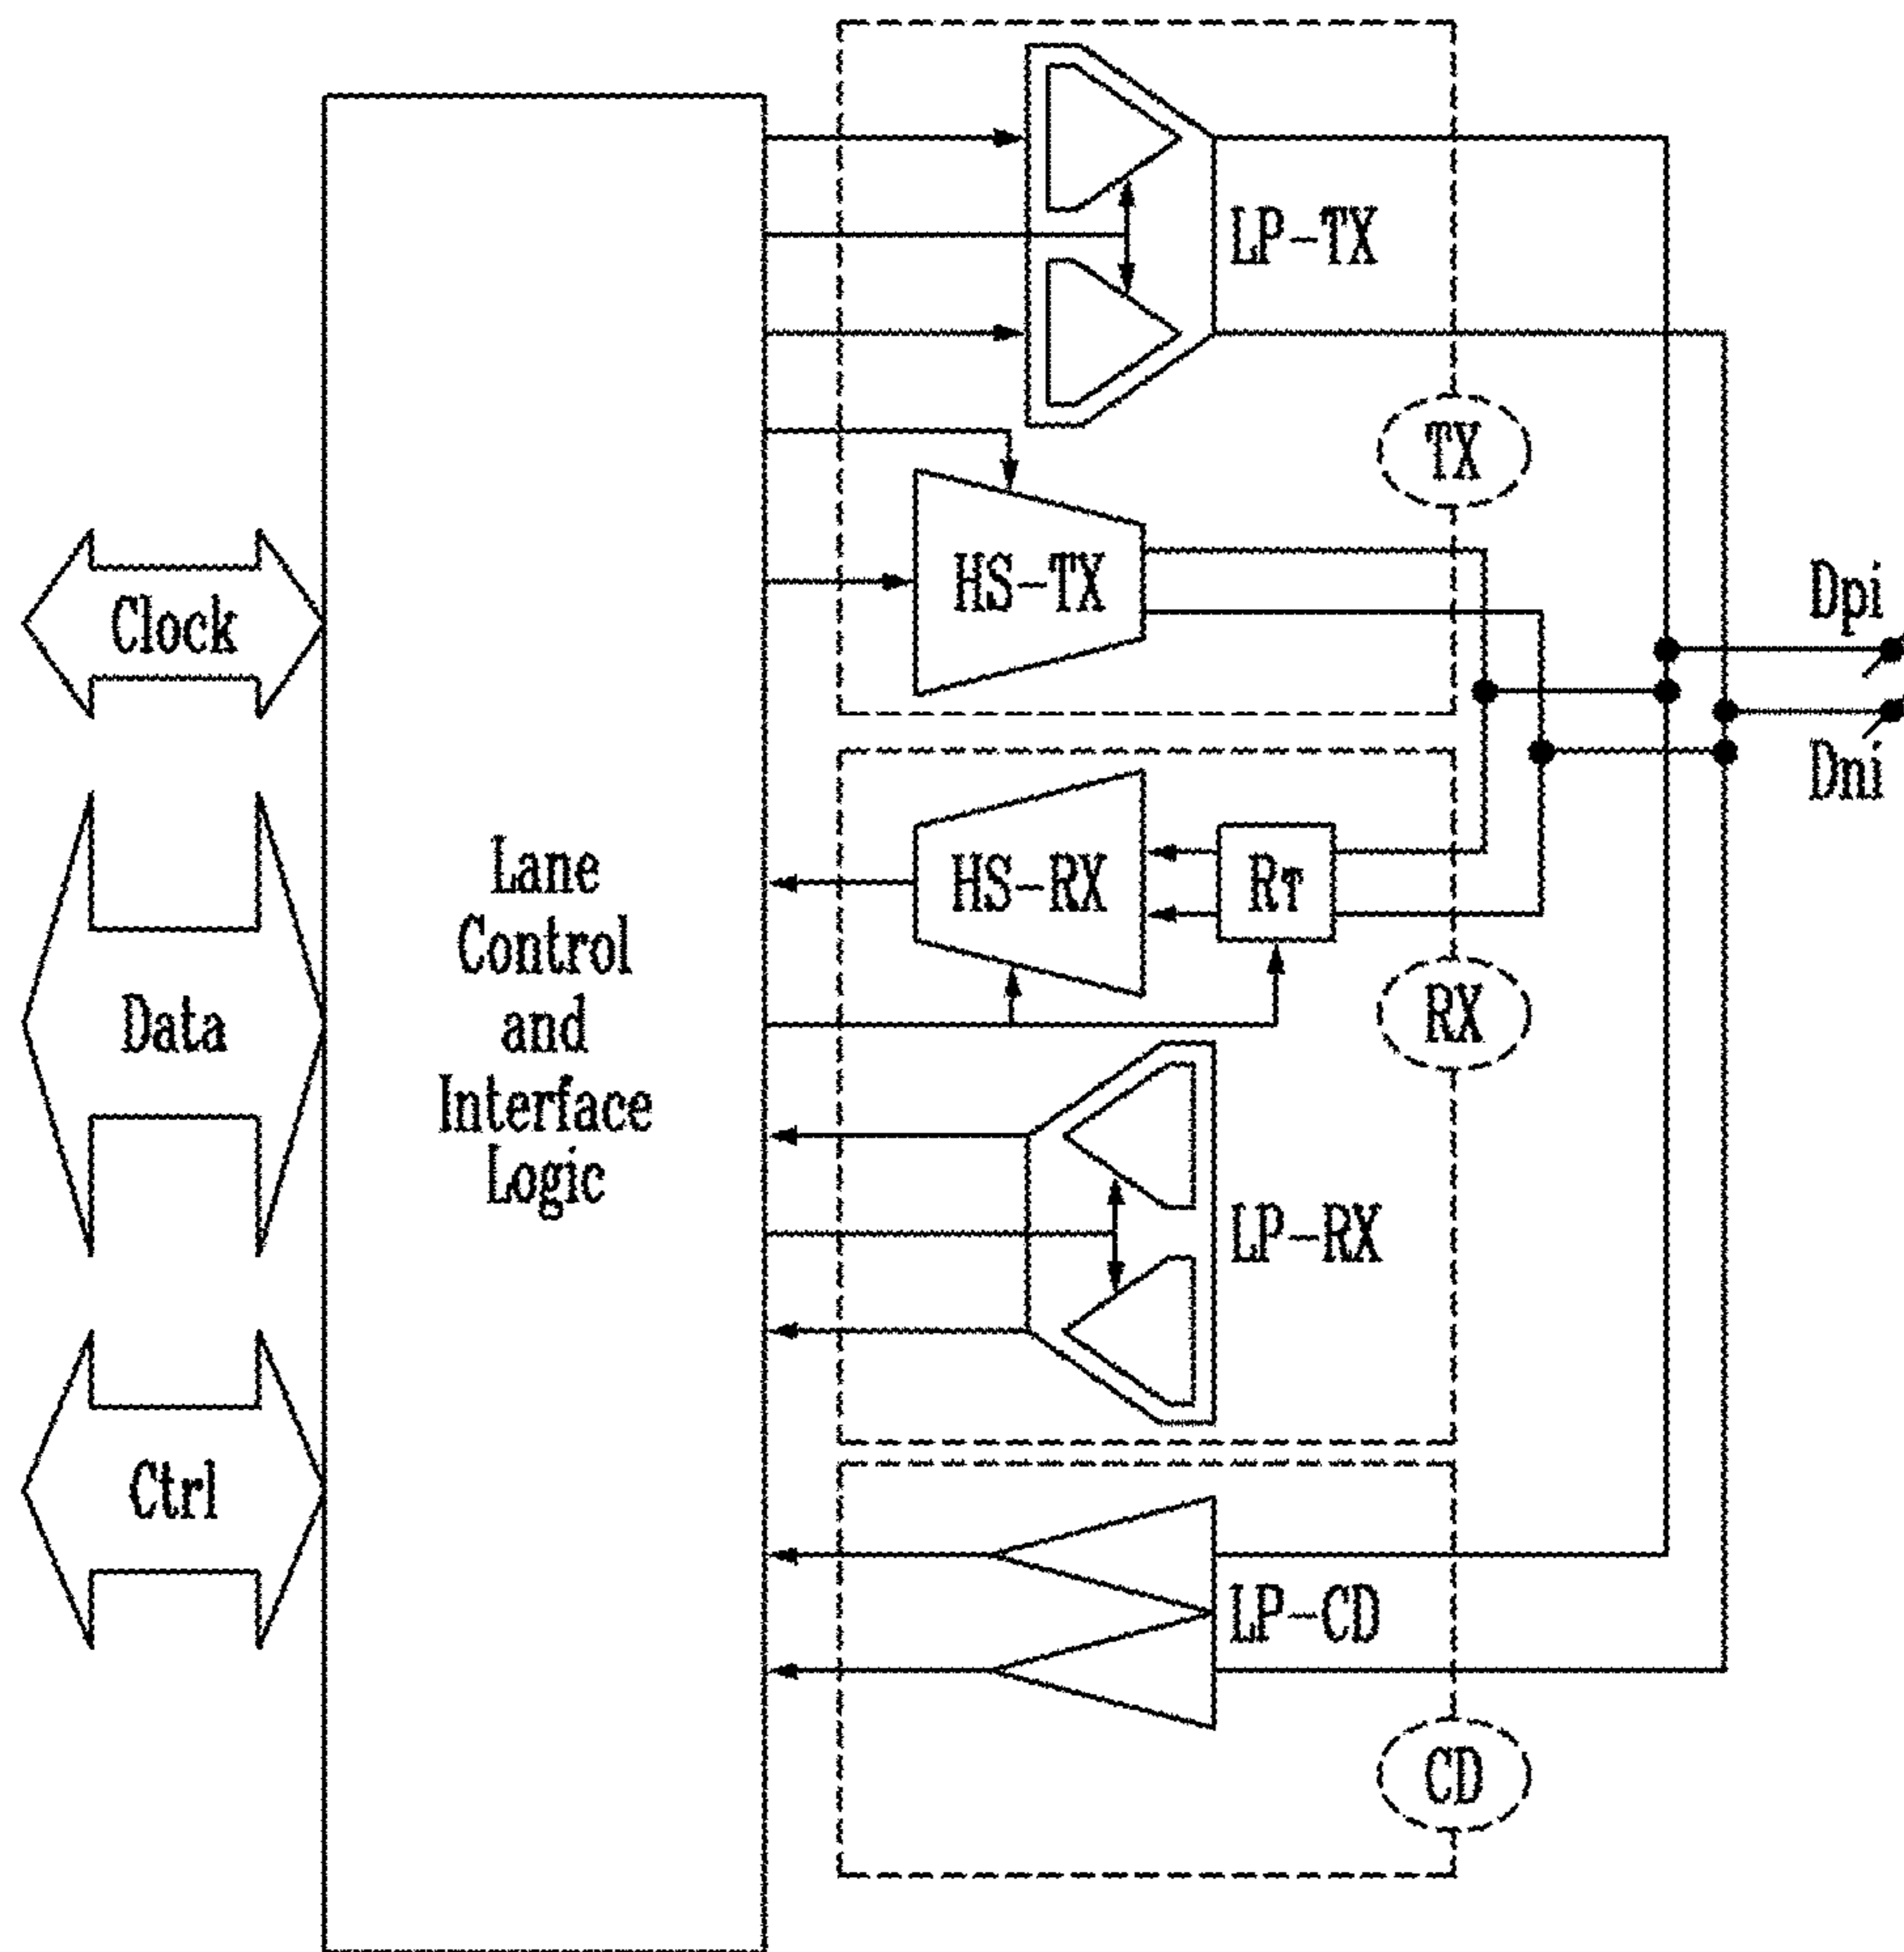 LP-TX
TX
HS-TX
Clock
Dpi
Dni
Lane
Control
and
Interface
Logic
HS-RX
RT
Data
RX
LP-RX
Ctrl
LP-CD
CD